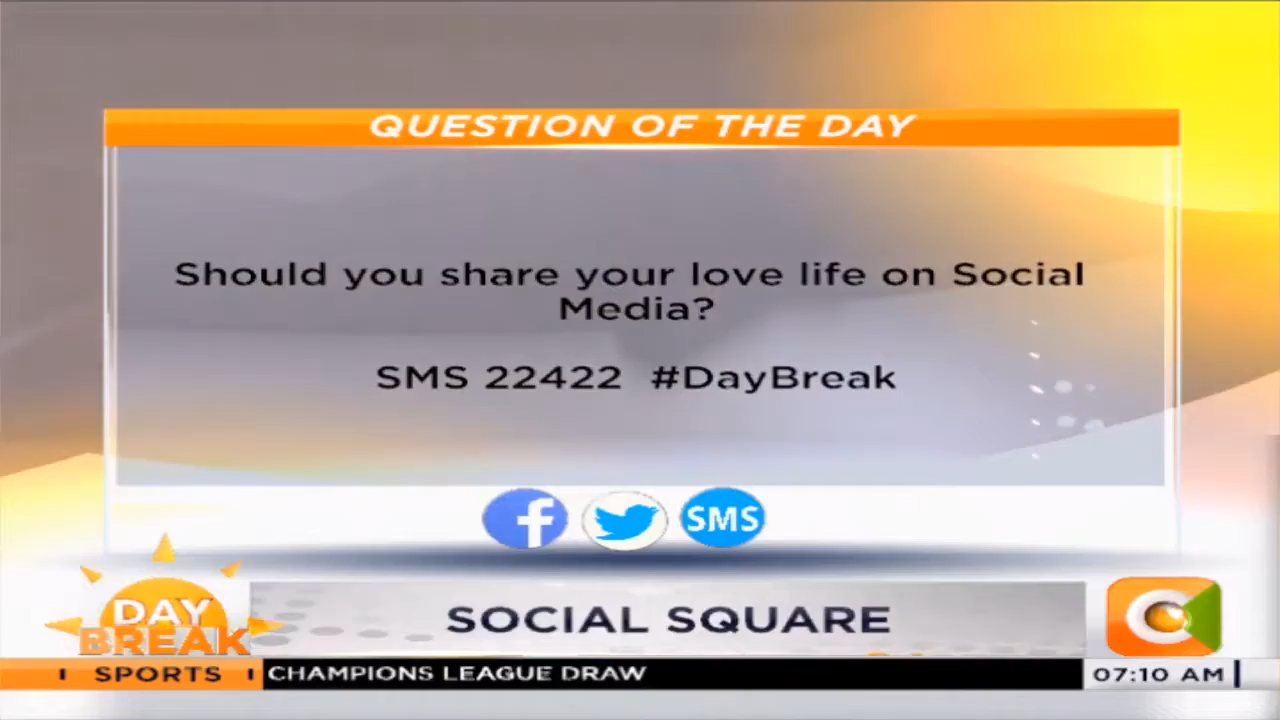 QUESTION OF THE DAY
Should you share your love life on Social
Media?
SMS 22422 #DayBreak
f
SMS
DAY
BREAK
SOCIAL SQUARE
SPORTS
CHAMPIONS LEAGUE DRAW
07:10 AM